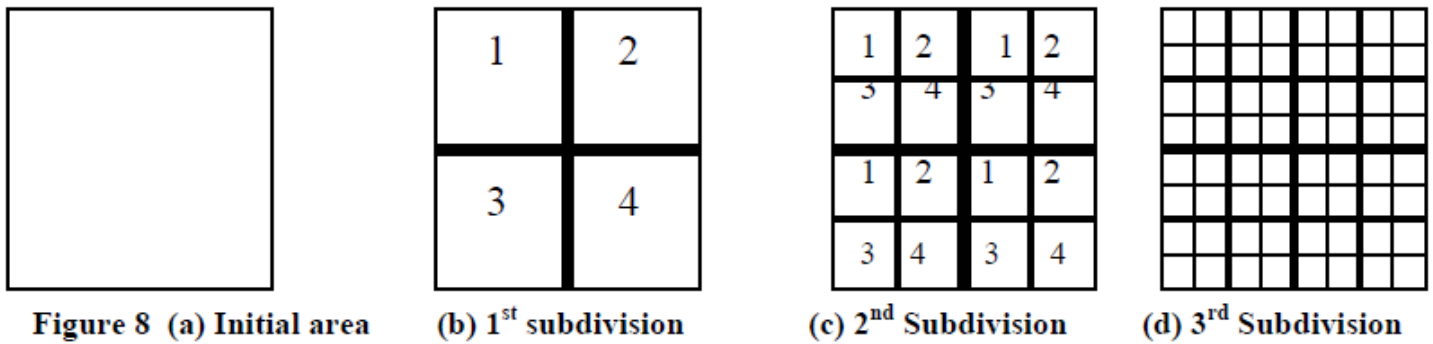 1 2
3 4
1 2 1 2
3 4 3 4
1 2 1 2
3 4 3 4
Figure 8 (a) Initial area
(b) 1st subdivision
(c) 2nd Subdivision
(d) 3rd Subdivision